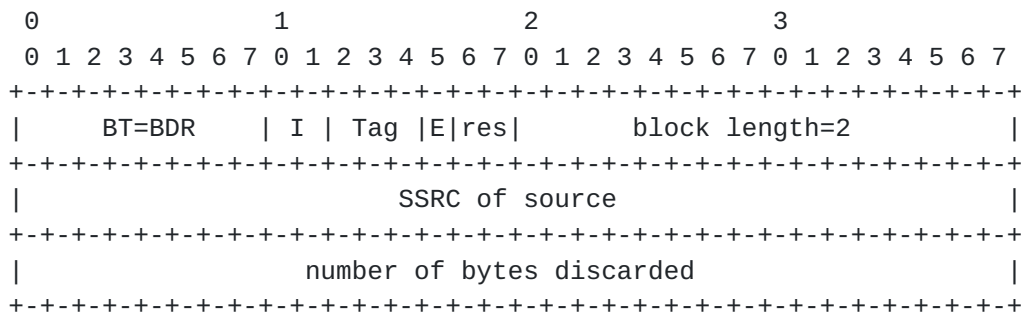 0                   1                   2                   3
0 1 2 3 4 5 6 7 0 1 2 3 4 5 6 7 0 1 2 3 4 5 6 7 0 1 2 3 4 5 6 7
+-+-+-+-+-+-+-+-+-+-+-+-+-+-+-+-+-+-+-+-+-+-+-+-+-+-+-+-+-+-+-+-+
|     BT=BDR    | I | Tag |E|res|       block length=2          |
+-+-+-+-+-+-+-+-+-+-+-+-+-+-+-+-+-+-+-+-+-+-+-+-+-+-+-+-+-+-+-+-+
|                        SSRC of source                         |
+-+-+-+-+-+-+-+-+-+-+-+-+-+-+-+-+-+-+-+-+-+-+-+-+-+-+-+-+-+-+-+-+
|                  number of bytes discarded                    |
+-+-+-+-+-+-+-+-+-+-+-+-+-+-+-+-+-+-+-+-+-+-+-+-+-+-+-+-+-+-+-+-+